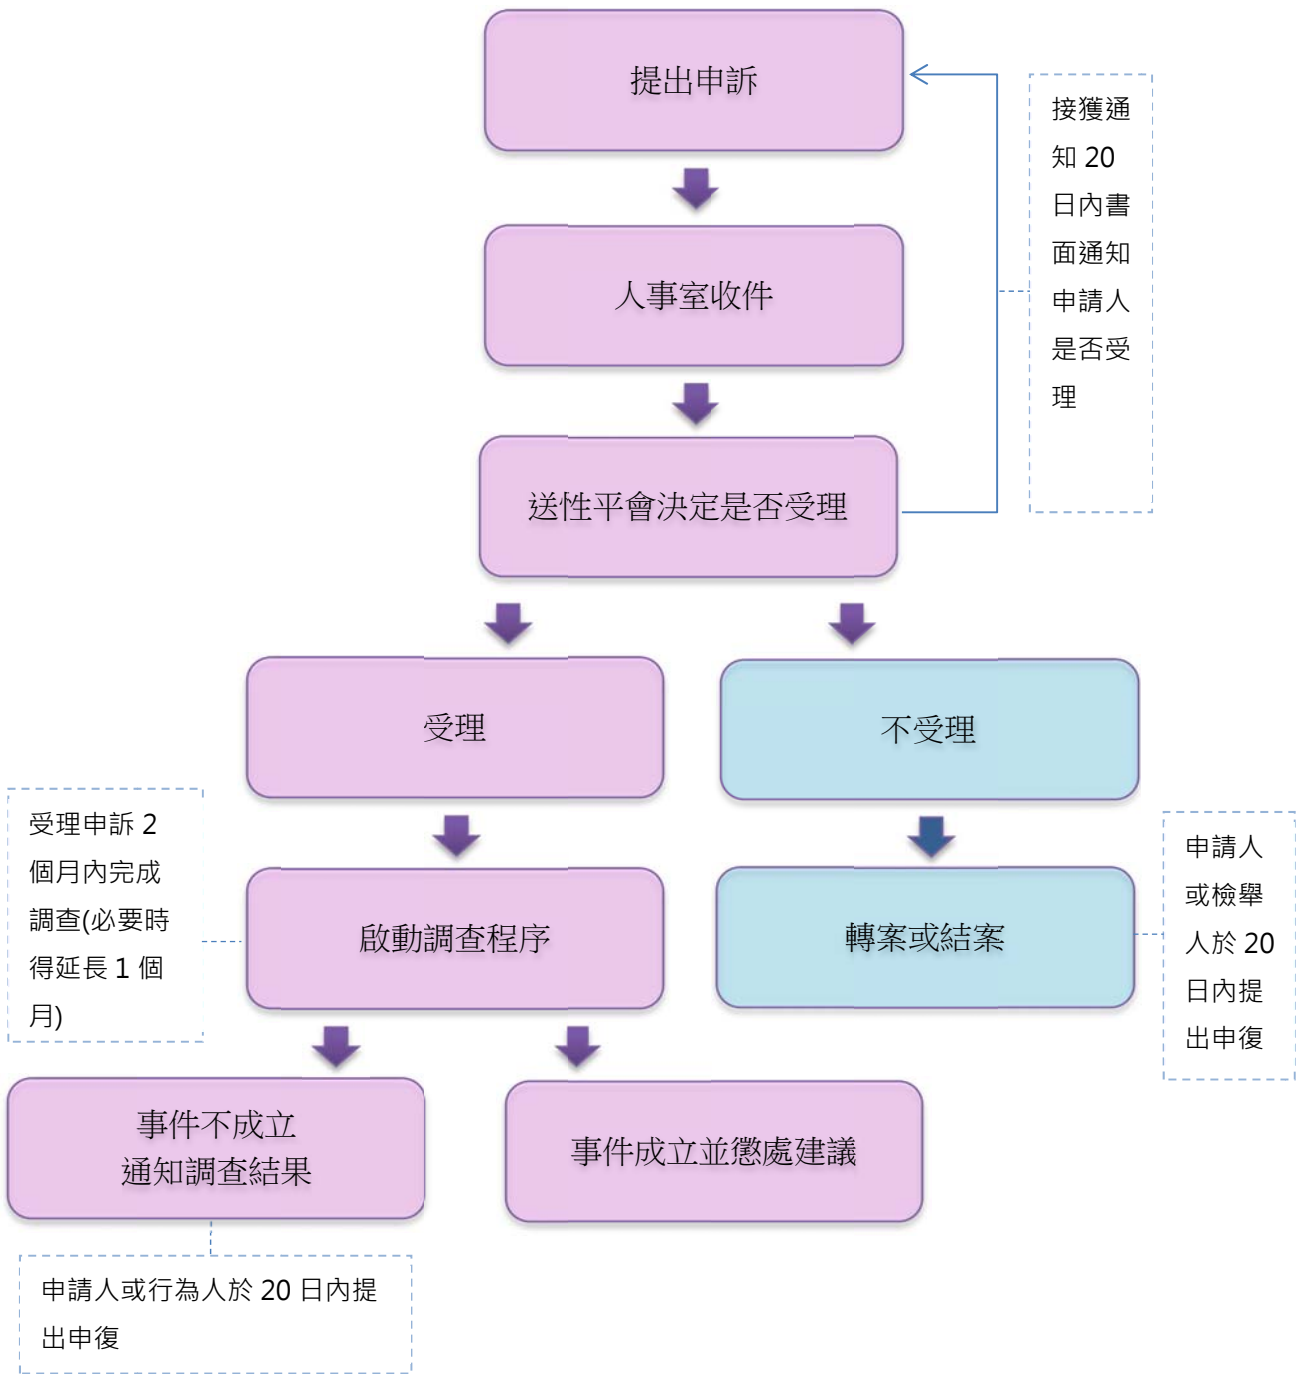 提出申訴
接獲通
知 20
日內書
面通知
申請人
是否受
理
人事室收件
送性平會決定是否受理
受理
不受理
受理申訴 2
個月內完成
調查(必要時
得延長 1 個
月)
啟動調查程序
轉案或結案
申請人
或檢舉
人於 20
日內提
出申復
事件不成立
通知調查結果
事件成立並懲處建議
申請人或行為人於 20 日內提
出申復